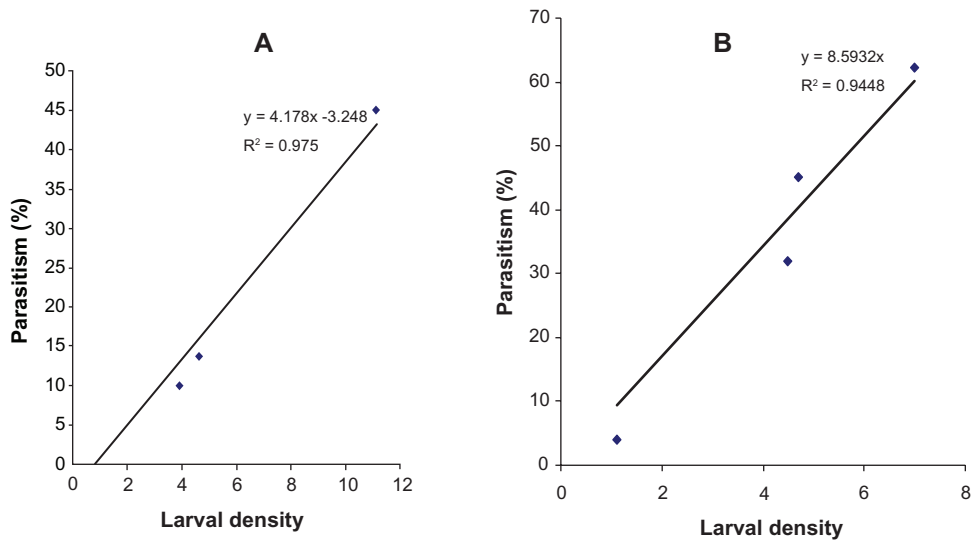 A
50
45
40
35
30
25
20
15
10
5
0
Parasitism (%)
y = 4.178x -3.248
R² = 0.975
0 2 4 6 8 10 12
Larval density
B
70
60
50
40
30
20
10
0
Parasitism (%)
y = 8.5932x
R² = 0.9448
0 2 4 6 8
Larval density